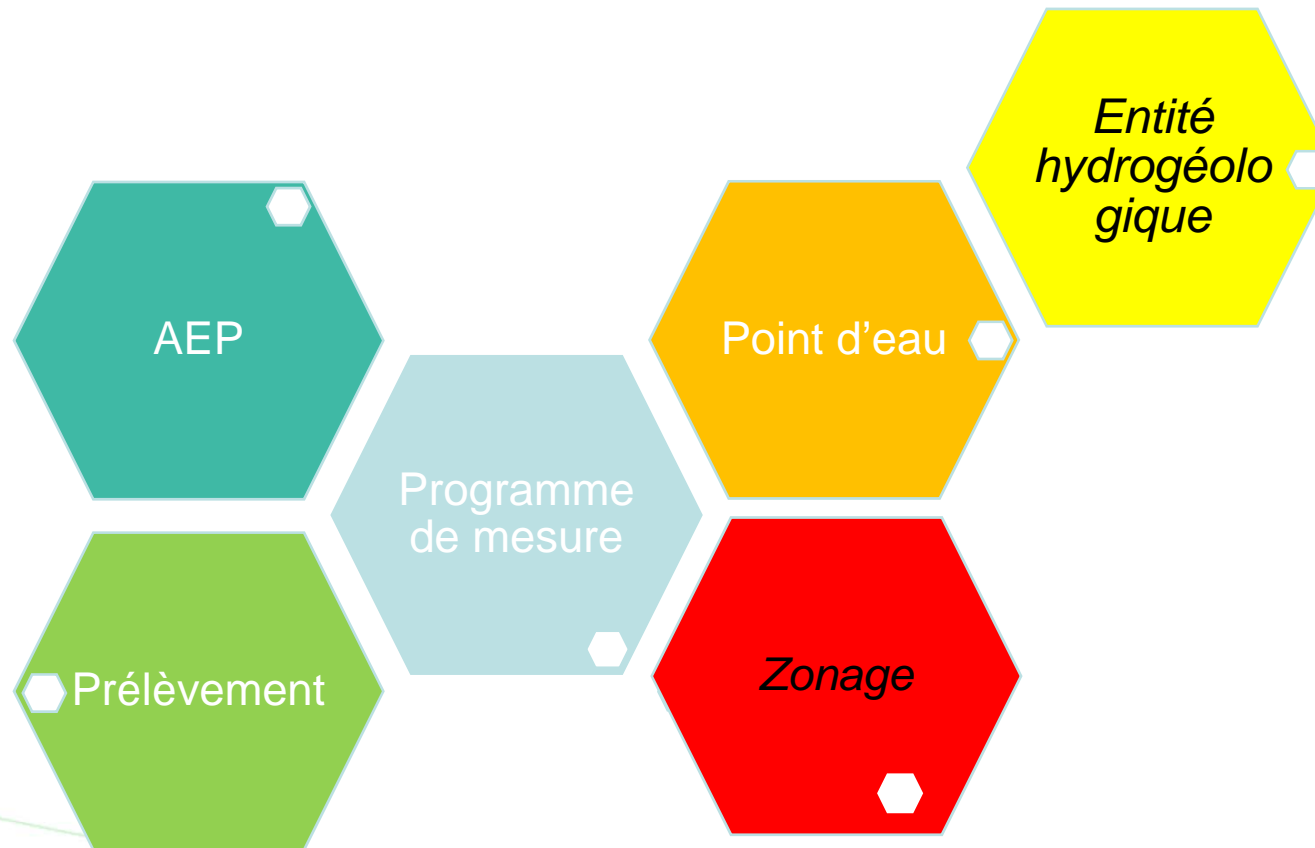 Entité
hydrogéolo
gique
AEP
Point d'eau
Programme
de mesure
Prélèvement
Zonage